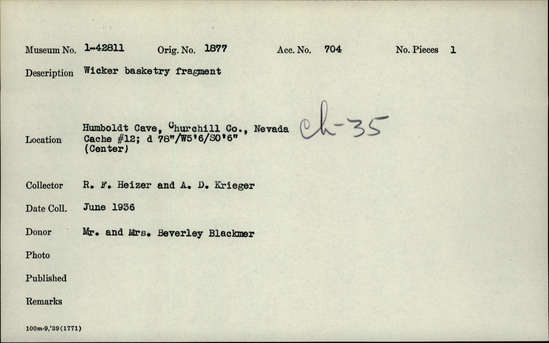 Museum No. 1-42811 Orig. No. 1877 Acc. No. 704 No. Pieces 1
Description Wicker basketry fragment
Humboldt Cave, Churchill Co., Nevada
Location Cache #12; d 78"/W5'6/S0'6"
(Center)
Ch-35
Collector R. F. Heizer and A. D. Krieger
Date Coll. June 1936
Donor Mr. and Mrs. Beverley Blackmer
Photo
Published
Remarks
100m-9,'39(1771)